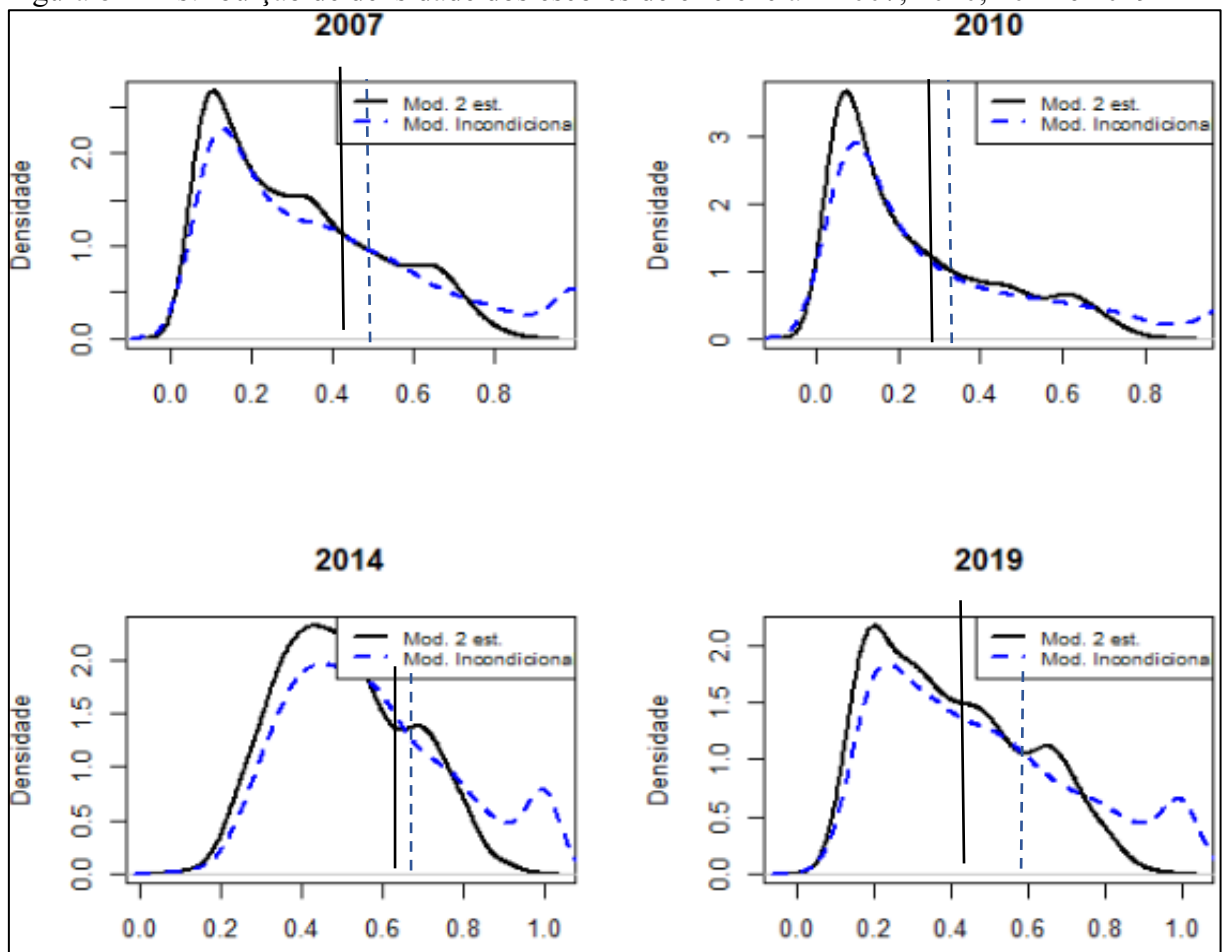 2007
2010
Densidade
0.0 1.0 2.0
Mod. 2 est.
Mod. Incondiciona
0.0 0.2 0.4 0.6 0.8
Densidade
0 1 2 3
Mod. 2 est.
Mod. Incondiciona
0.0 0.2 0.4 0.6 0.8
2014
2019
Densidade
0.0 0.5 1.0 1.5 2.0
Mod. 2 est.
Mod. Incondiciona
0.0 0.2 0.4 0.6 0.8 1.0
Densidade
0.0 0.5 1.0 1.5 2.0
Mod. 2 est.
Mod. Incondiciona
0.0 0.2 0.4 0.6 0.8 1.0